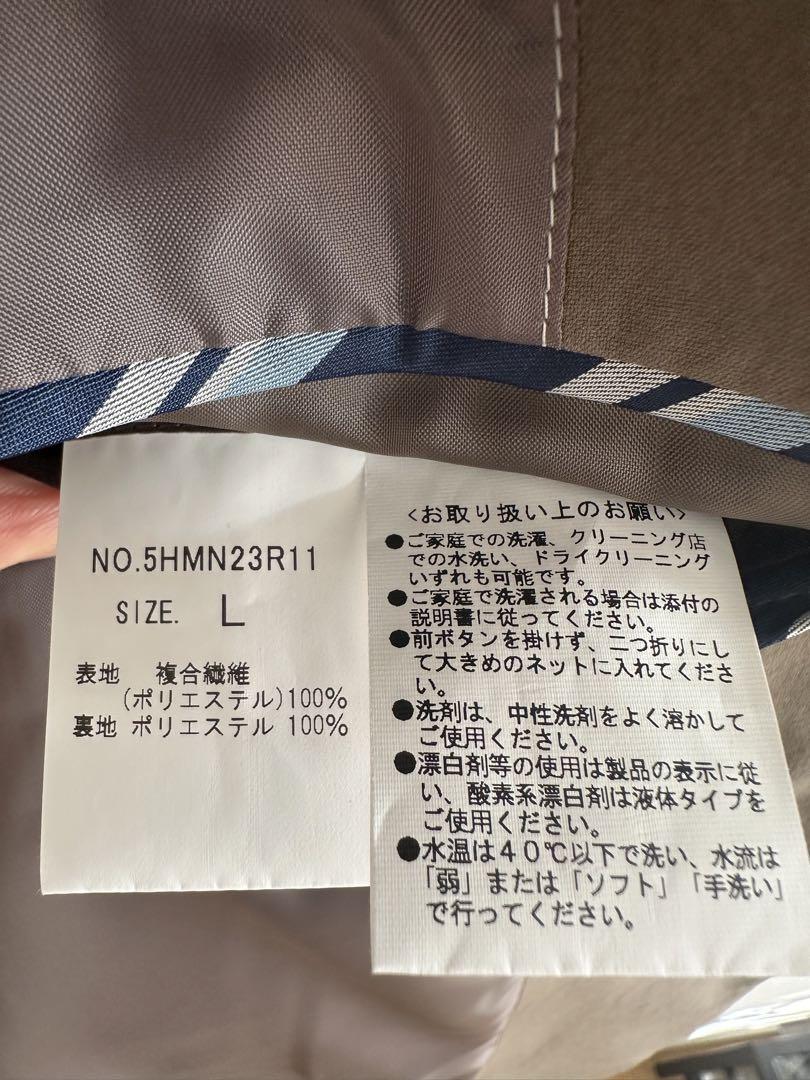 NO.5HMN23R11
SIZE. L
表地 複合繊維
(ポリエステル)100%
裏地 ポリエステル 100%
<お取り扱い上のお願い>
●ご家庭での洗濯、クリーニング店
での水洗い、ドライクリーニング
いずれも可能です。
●ご家庭で洗濯される場合は添付の
説明書に従ってください。
●前ボタンを掛けず、二つ折りにし
て大きめのネットに入れてくださ
い。
●洗剤は、中性洗剤をよく溶かして
ご使用ください。
●漂白剤等の使用は製品の表示に従
い、酸素系漂白剤は液体タイプを
ご使用ください。
●水温は40℃以下で洗い、水流は
「弱」または「ソフト」「手洗い」
で行ってください。